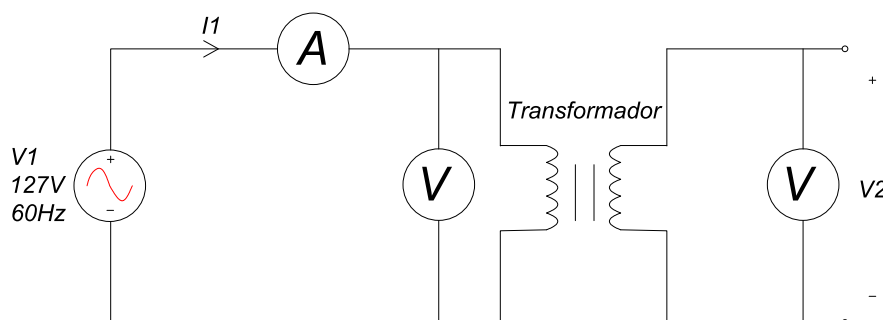 I1
A
Transformador
+
V1
127V
60Hz
+
−
V
V
V2
−